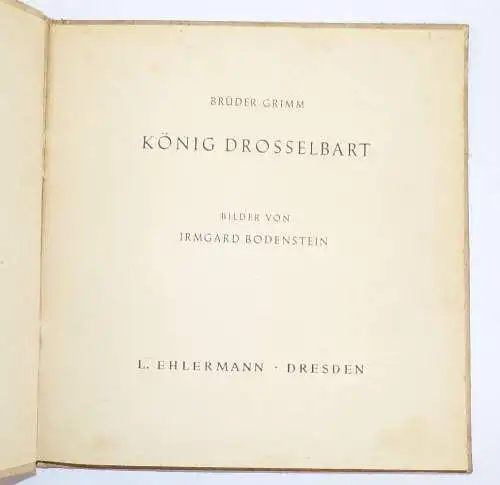 BRÜDER GRIMM
KÖNIG DROSSELBART
BILDER VON
IRMGARD BODENSTEIN
L. EHLERMANN · DRESDEN